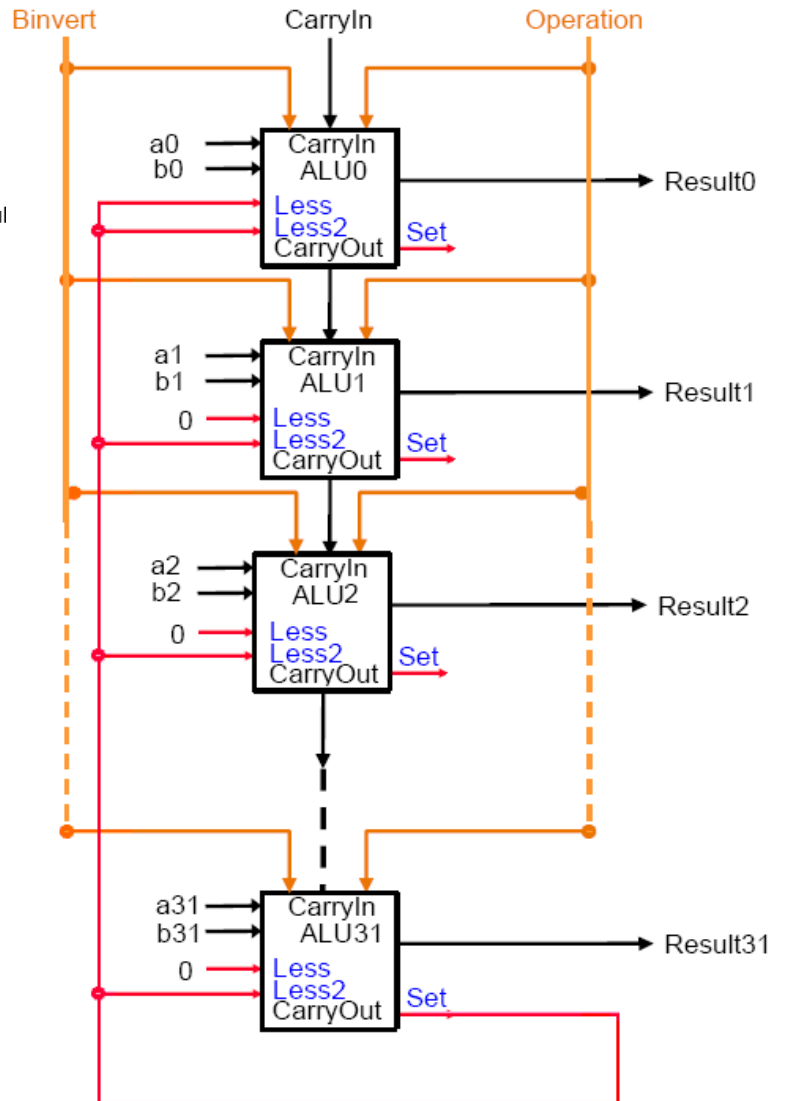 Binvert CarryIn Operation
a0 CarryIn
b0 ALU0
Result0
Less
Less2 Set
CarryOut
a1 CarryIn
b1 ALU1
Result1
0 Less
Less2 Set
CarryOut
a2 CarryIn
b2 ALU2
Result2
0 Less
Less2 Set
CarryOut
a31 CarryIn
b31 ALU31
Result31
0 Less
Less2 Set
CarryOut